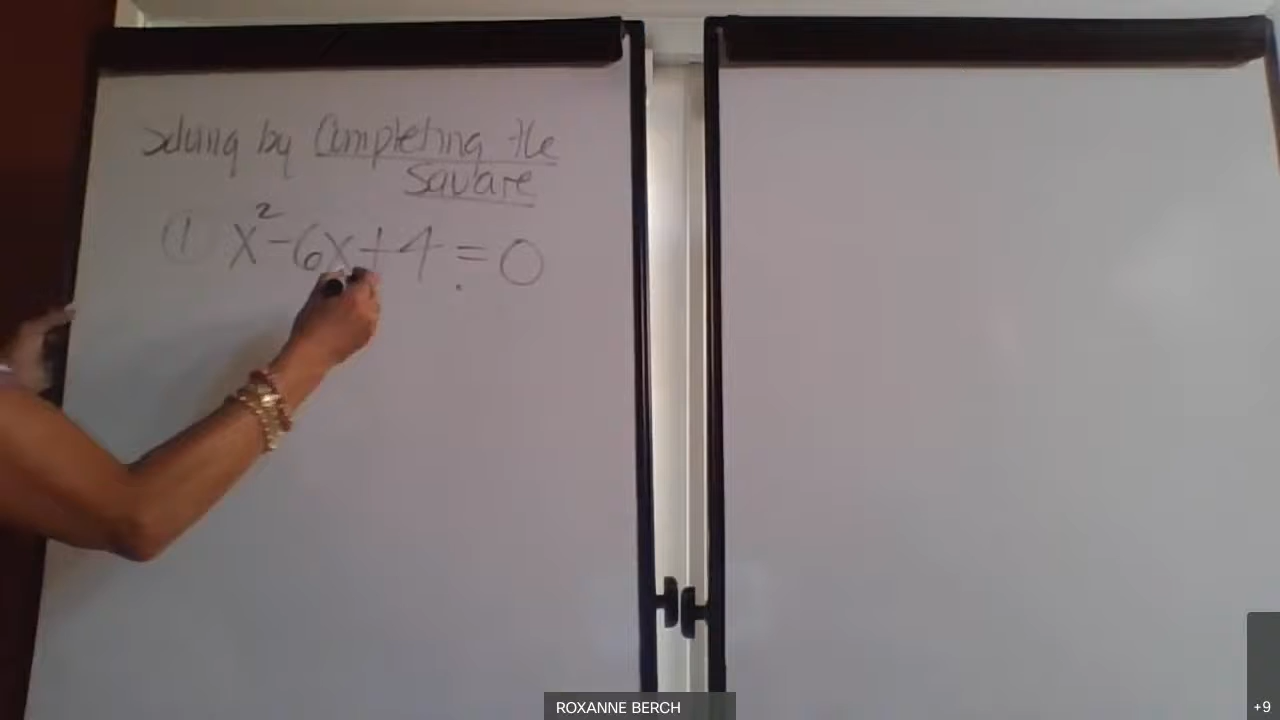 Solving by Completing the
Square
(1) x²-6x+4 = 0
ROXANNE BERCH
+9